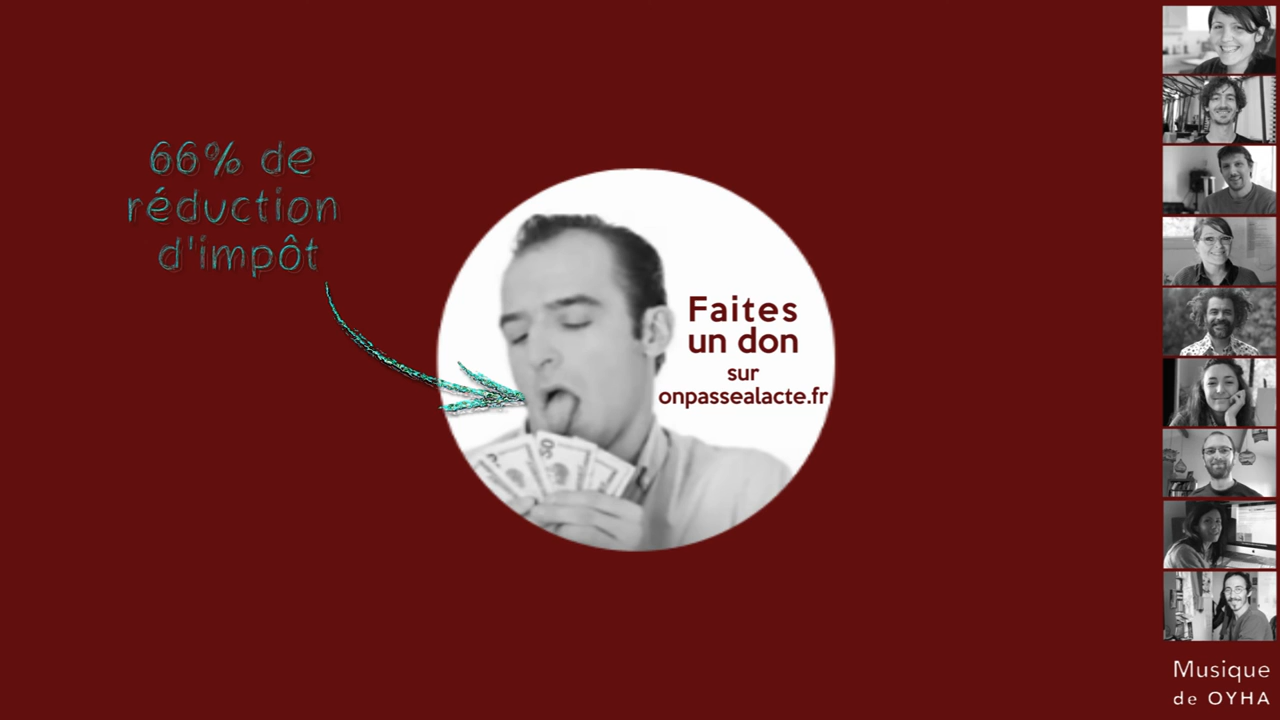 66% de
réduction
d'impôt
Faites
un don
sur
onpassealacte.fr
Musique
de OYHA